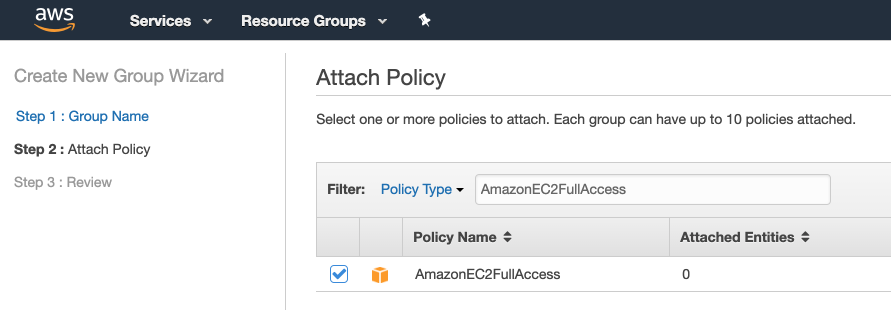 aws Services Resource Groups
Create New Group Wizard
Step 1 : Group Name
Step 2 : Attach Policy
Step 3 : Review
Attach Policy
Select one or more policies to attach. Each group can have up to 10 policies attached.
Filter: Policy Type AmazonEC2FullAccess
Policy Name Attached Entities
AmazonEC2FullAccess 0